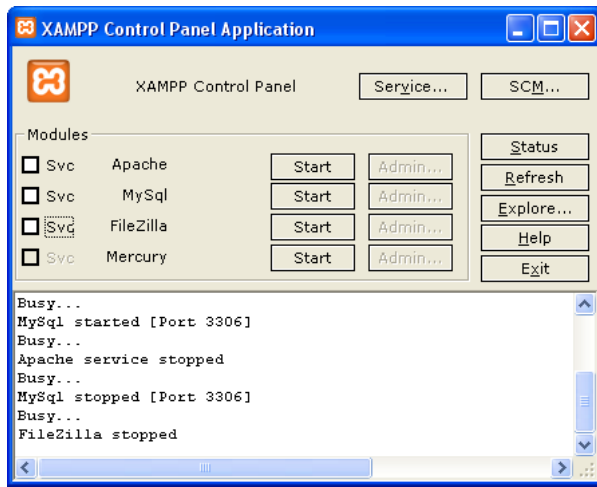 XAMPP Control Panel Application
XAMPP Control Panel
Service...
SCM...
Modules
Svc Apache Start Admin...
Svc MySql Start Admin...
Svc FileZilla Start Admin...
Svc Mercury Start Admin...
Status
Refresh
Explore...
Help
Exit
Busy...
MySql started [Port 3306]
Busy...
Apache service stopped
Busy...
MySql stopped [Port 3306]
Busy...
FileZilla stopped